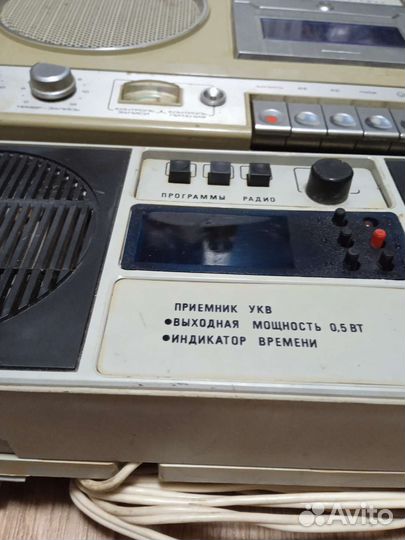 ПРОГРАММЫ РАДИО
ПРИЕМНИК УКВ
•ВЫХОДНАЯ МОЩНОСТЬ 0,5 ВТ
•ИНДИКАТОР ВРЕМЕНИ
Avito